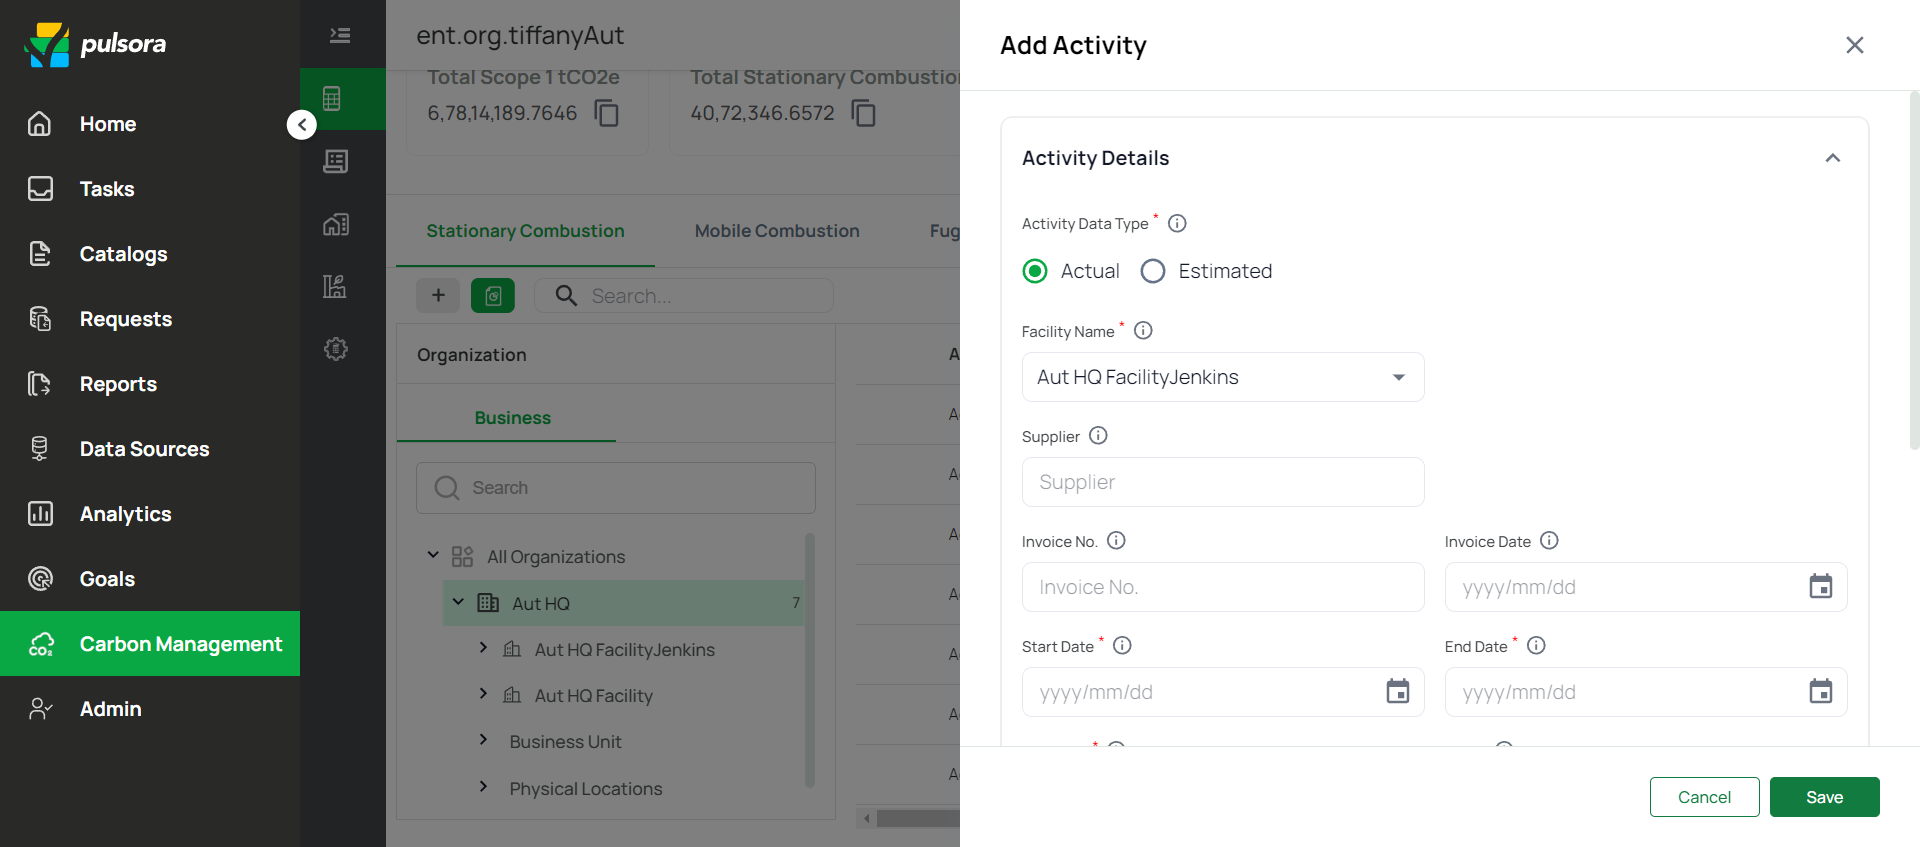 pulsora
Home
Tasks
Catalogs
Requests
Reports
Data Sources
Analytics
Goals
CO₂
Carbon Management
Admin
ent.org.tiffanyAut
Total Scope 1 tCO2e
6,78,14,189.7646
Total Stationary Combustion
40,72,346.6572
Stationary Combustion
Mobile Combustion
Fug
Search...
Organization
Business
Search
All Organizations
Aut HQ 7
Aut HQ FacilityJenkins
Aut HQ Facility
Business Unit
Physical Locations
A
A
A
A
A
A
A
A
Add Activity
Activity Details
Activity Data Type *
Actual
Estimated
Facility Name *
Aut HQ FacilityJenkins
Supplier
Supplier
Invoice No.
Invoice No.
Invoice Date
yyyy/mm/dd
Start Date *
yyyy/mm/dd
End Date *
yyyy/mm/dd
Cancel
Save